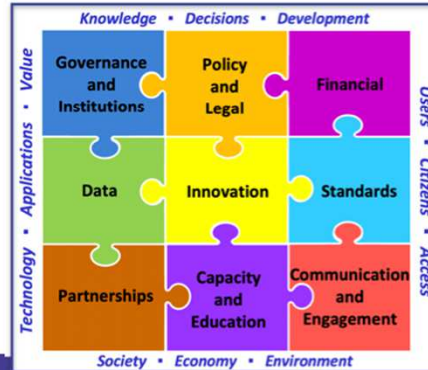 Knowledge • Decisions • Development
Governance
and
Institutions
Policy
and
Legal
Financial
Data
Innovation
Standards
Partnerships
Capacity
and
Education
Communication
and
Engagement
Technology • Applications • Value
Users • Citizens • Access
Society • Economy • Environment